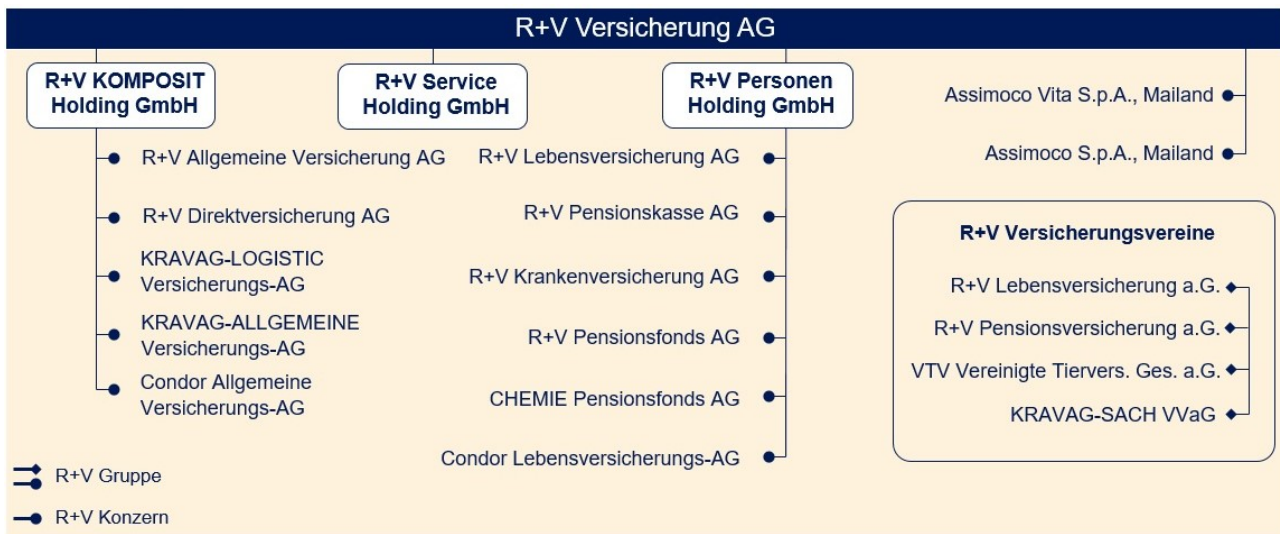 R+V Versicherung AG
R+V KOMPOSIT
Holding GmbH
R+V Allgemeine Versicherung AG
R+V Direktversicherung AG
KRAVAG-LOGISTIC
Versicherungs-AG
KRAVAG-ALLGEMEINE
Versicherungs-AG
Condor Allgemeine
Versicherungs-AG
R+V Service
Holding GmbH
R+V Personen
Holding GmbH
R+V Lebensversicherung AG
R+V Pensionskasse AG
R+V Krankenversicherung AG
R+V Pensionsfonds AG
CHEMIE Pensionsfonds AG
Condor Lebensversicherungs-AG
Assimoco Vita S.p.A., Mailand
Assimoco S.p.A., Mailand
R+V Versicherungsvereine
R+V Lebensversicherung a.G.
R+V Pensionsversicherung a.G.
VTV Vereinigte Tiervers. Ges. a.G.
KRAVAG-SACH VVaG
R+V Gruppe
R+V Konzern